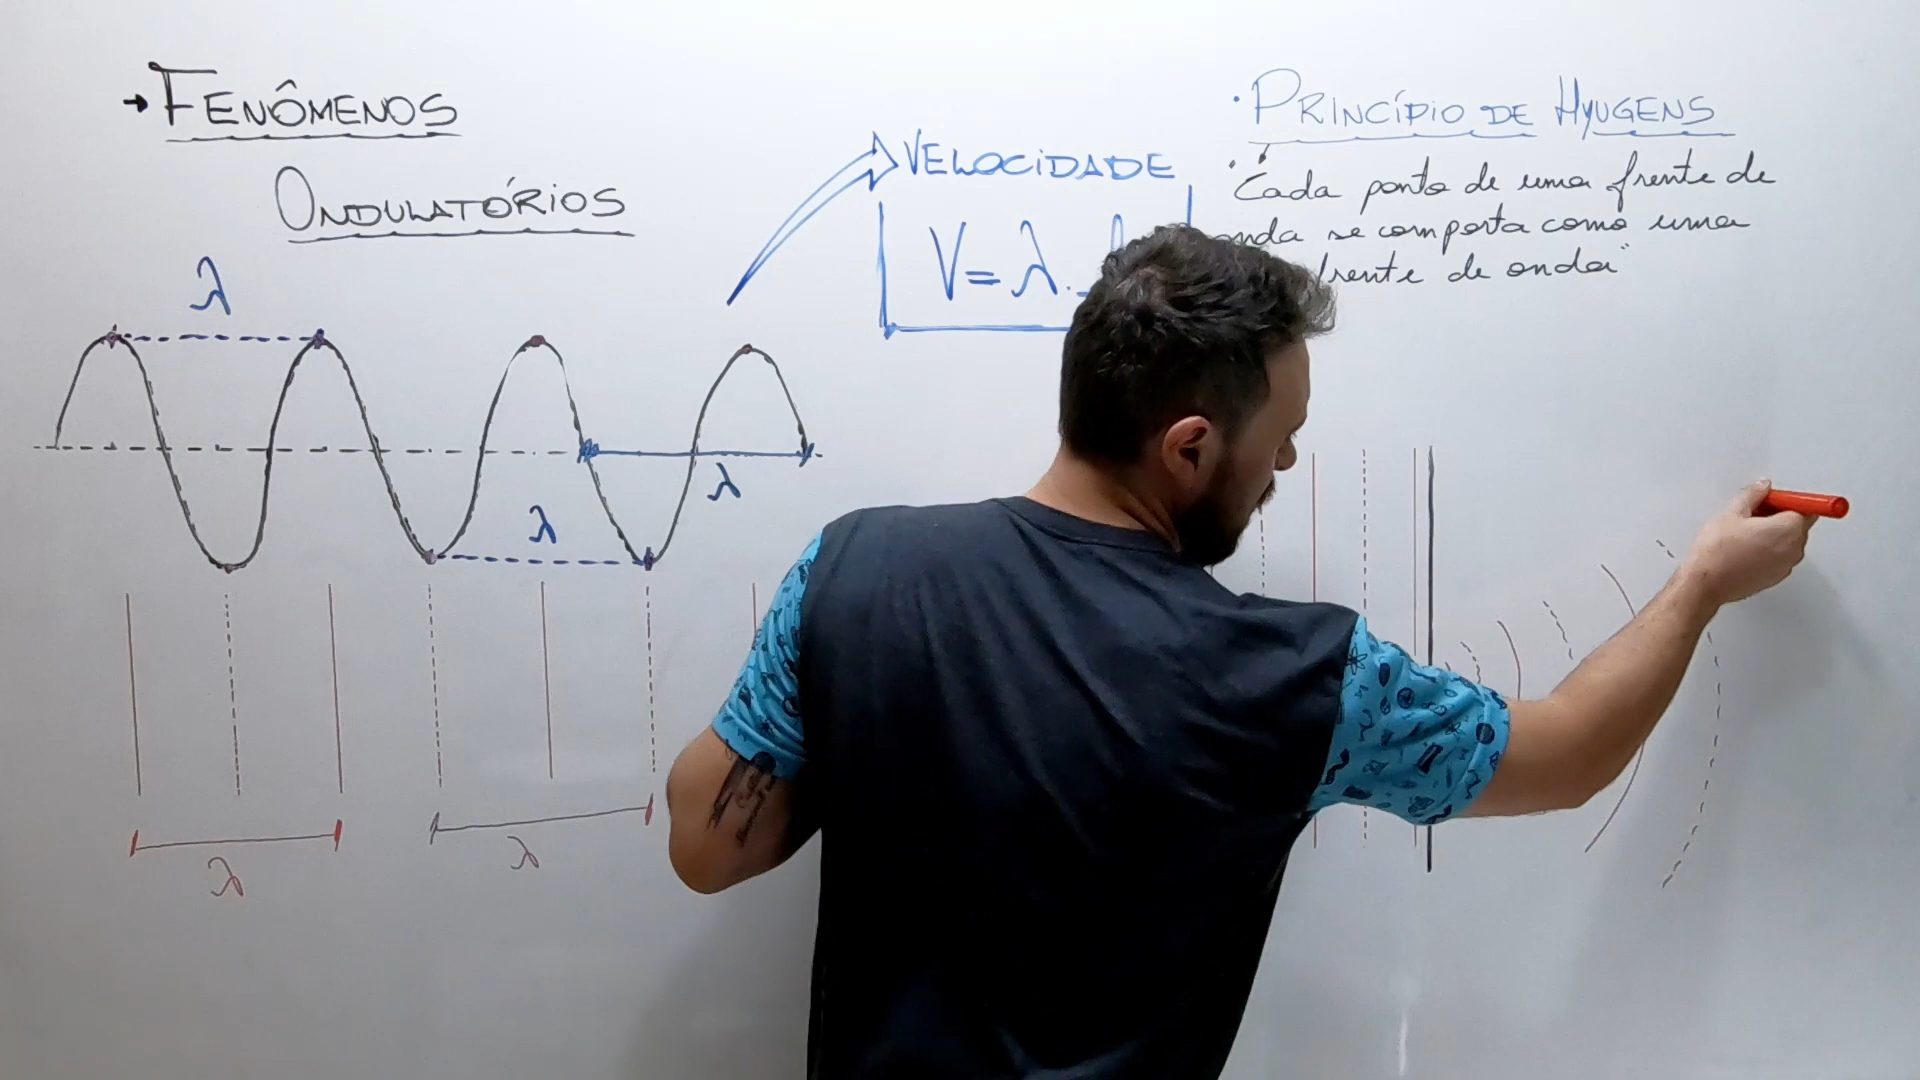 → FENÔMENOS
ONDULATÓRIOS
λ
λ
λ
λ
λ
VELOCIDADE
V = λ.
• PRINCÍPIO DE HYUGENS
"Cada ponto de uma frente de
onda se comporta como uma
frente de onda"